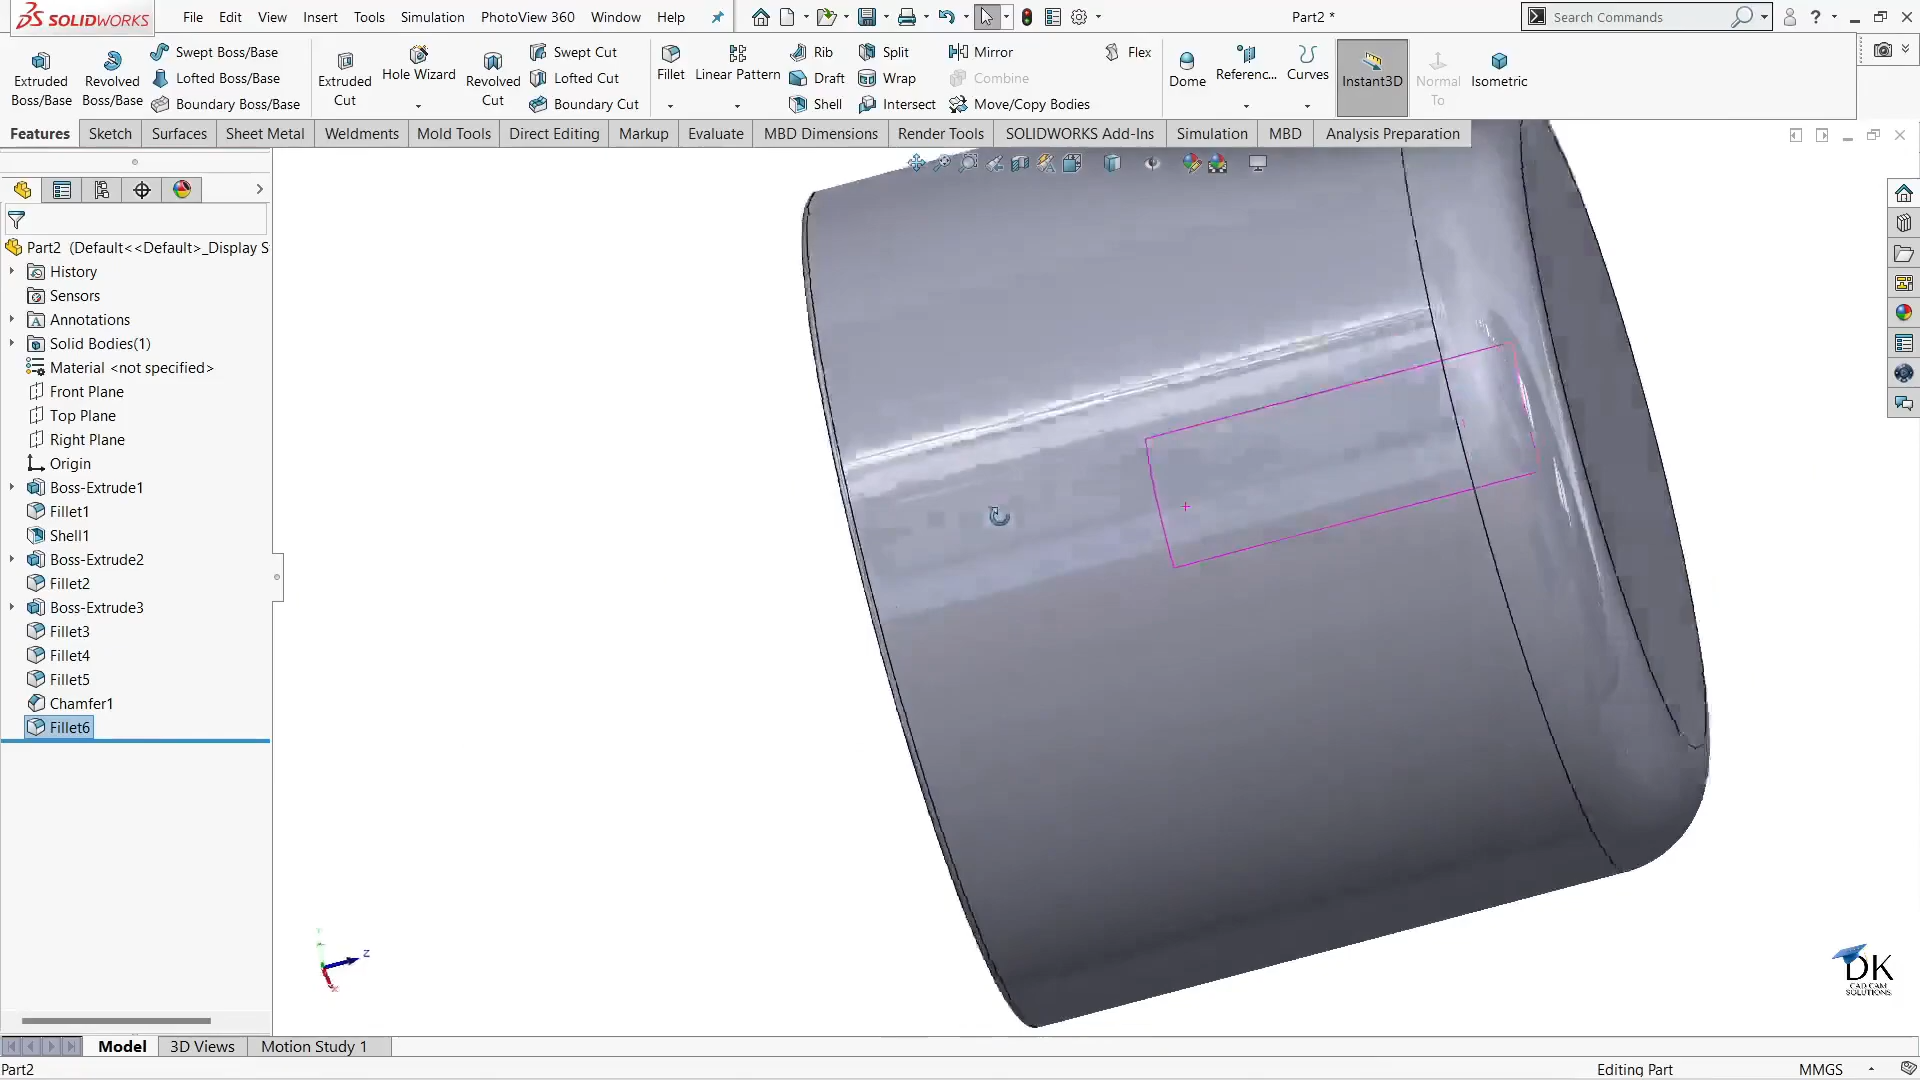 SOLIDWORKS File Edit View Insert Tools Simulation PhotoView 360 Window Help Part2 * Search Commands
Extruded Boss/Base Revolved Boss/Base Swept Boss/Base Lofted Boss/Base Boundary Boss/Base Extruded Cut Hole Wizard Revolved Cut Swept Cut Lofted Cut Boundary Cut Fillet Linear Pattern Rib Draft Shell Split Wrap Intersect Mirror Combine Move/Copy Bodies Flex Dome Referenc... Curves Instant3D Normal To Isometric
Features Sketch Surfaces Sheet Metal Weldments Mold Tools Direct Editing Markup Evaluate MBD Dimensions Render Tools SOLIDWORKS Add-Ins Simulation MBD Analysis Preparation
Part2 (Default<<Default>_Display S
History
Sensors
Annotations
Solid Bodies(1)
Material <not specified>
Front Plane
Top Plane
Right Plane
Origin
Boss-Extrude1
Fillet1
Shell1
Boss-Extrude2
Fillet2
Boss-Extrude3
Fillet3
Fillet4
Fillet5
Chamfer1
Fillet6
Z
X
DK
CAD CAM
SOLUTIONS
Model 3D Views Motion Study 1
Part2 Editing Part MMGS